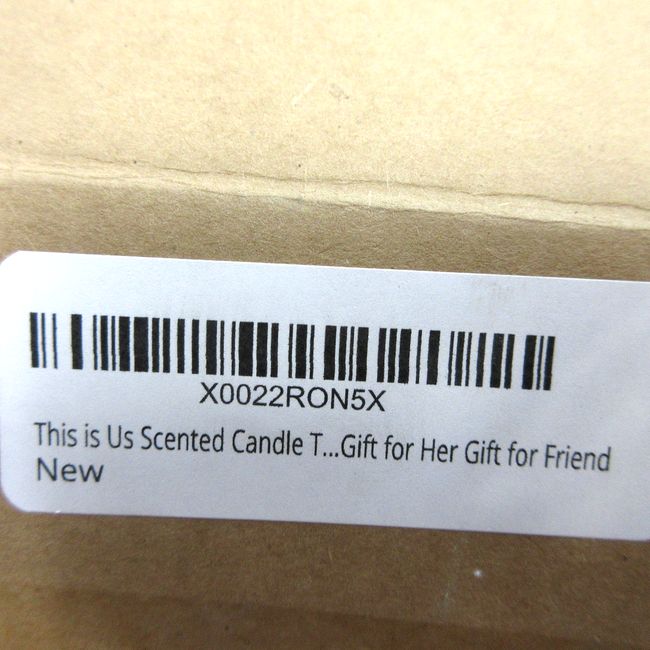 X0022RON5X
This is Us Scented Candle T...Gift for Her Gift for Friend
New